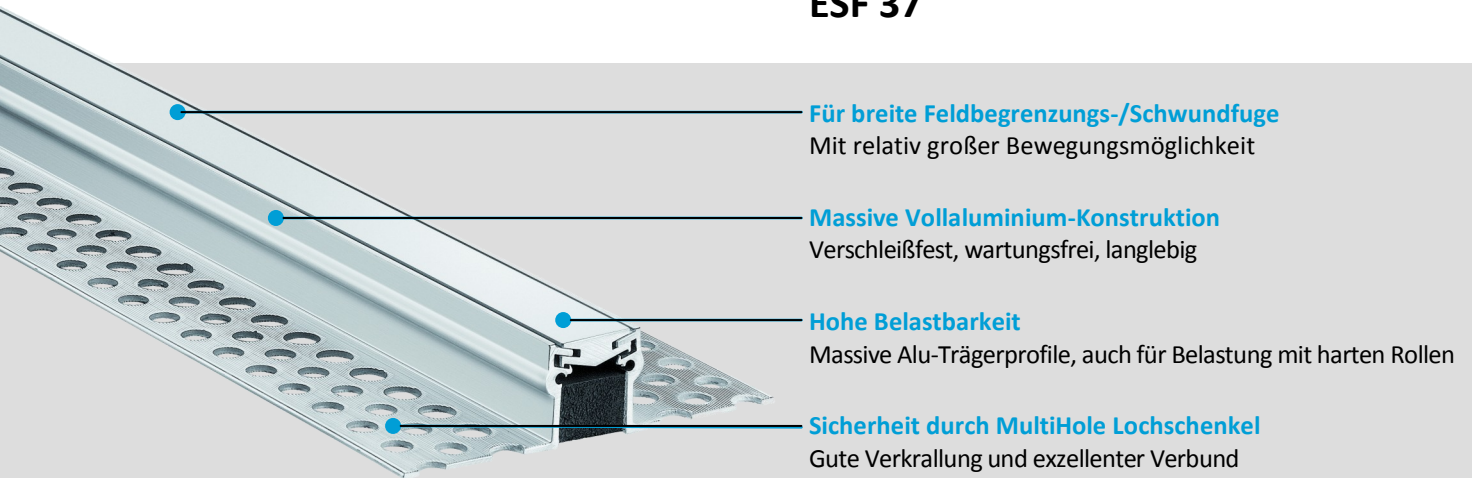 ESF 37
Für breite Feldbegrenzungs-/Schwundfuge
Mit relativ großer Bewegungsmöglichkeit
Massive Vollaluminium-Konstruktion
Verschleißfest, wartungsfrei, langlebig
Hohe Belastbarkeit
Massive Alu-Trägerprofile, auch für Belastung mit harten Rollen
Sicherheit durch MultiHole Lochschenkel
Gute Verkrallung und exzellenter Verbund